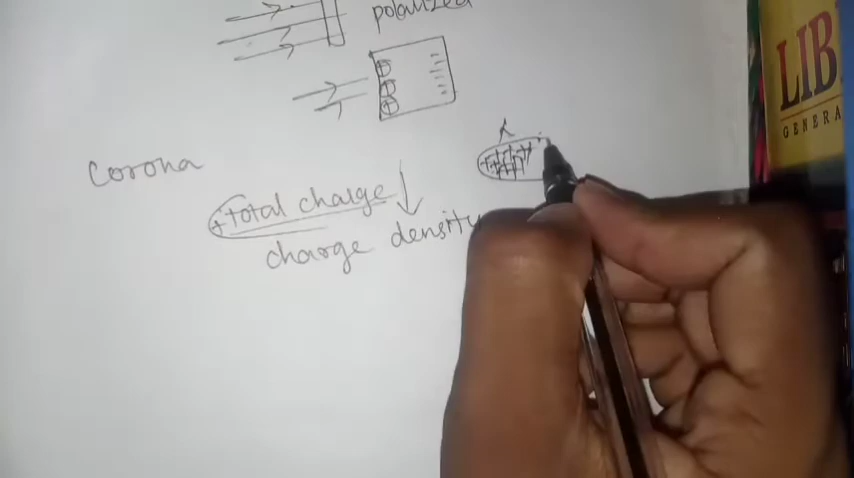 polarized
Corona
total charge
charge density
LIB
GENERA